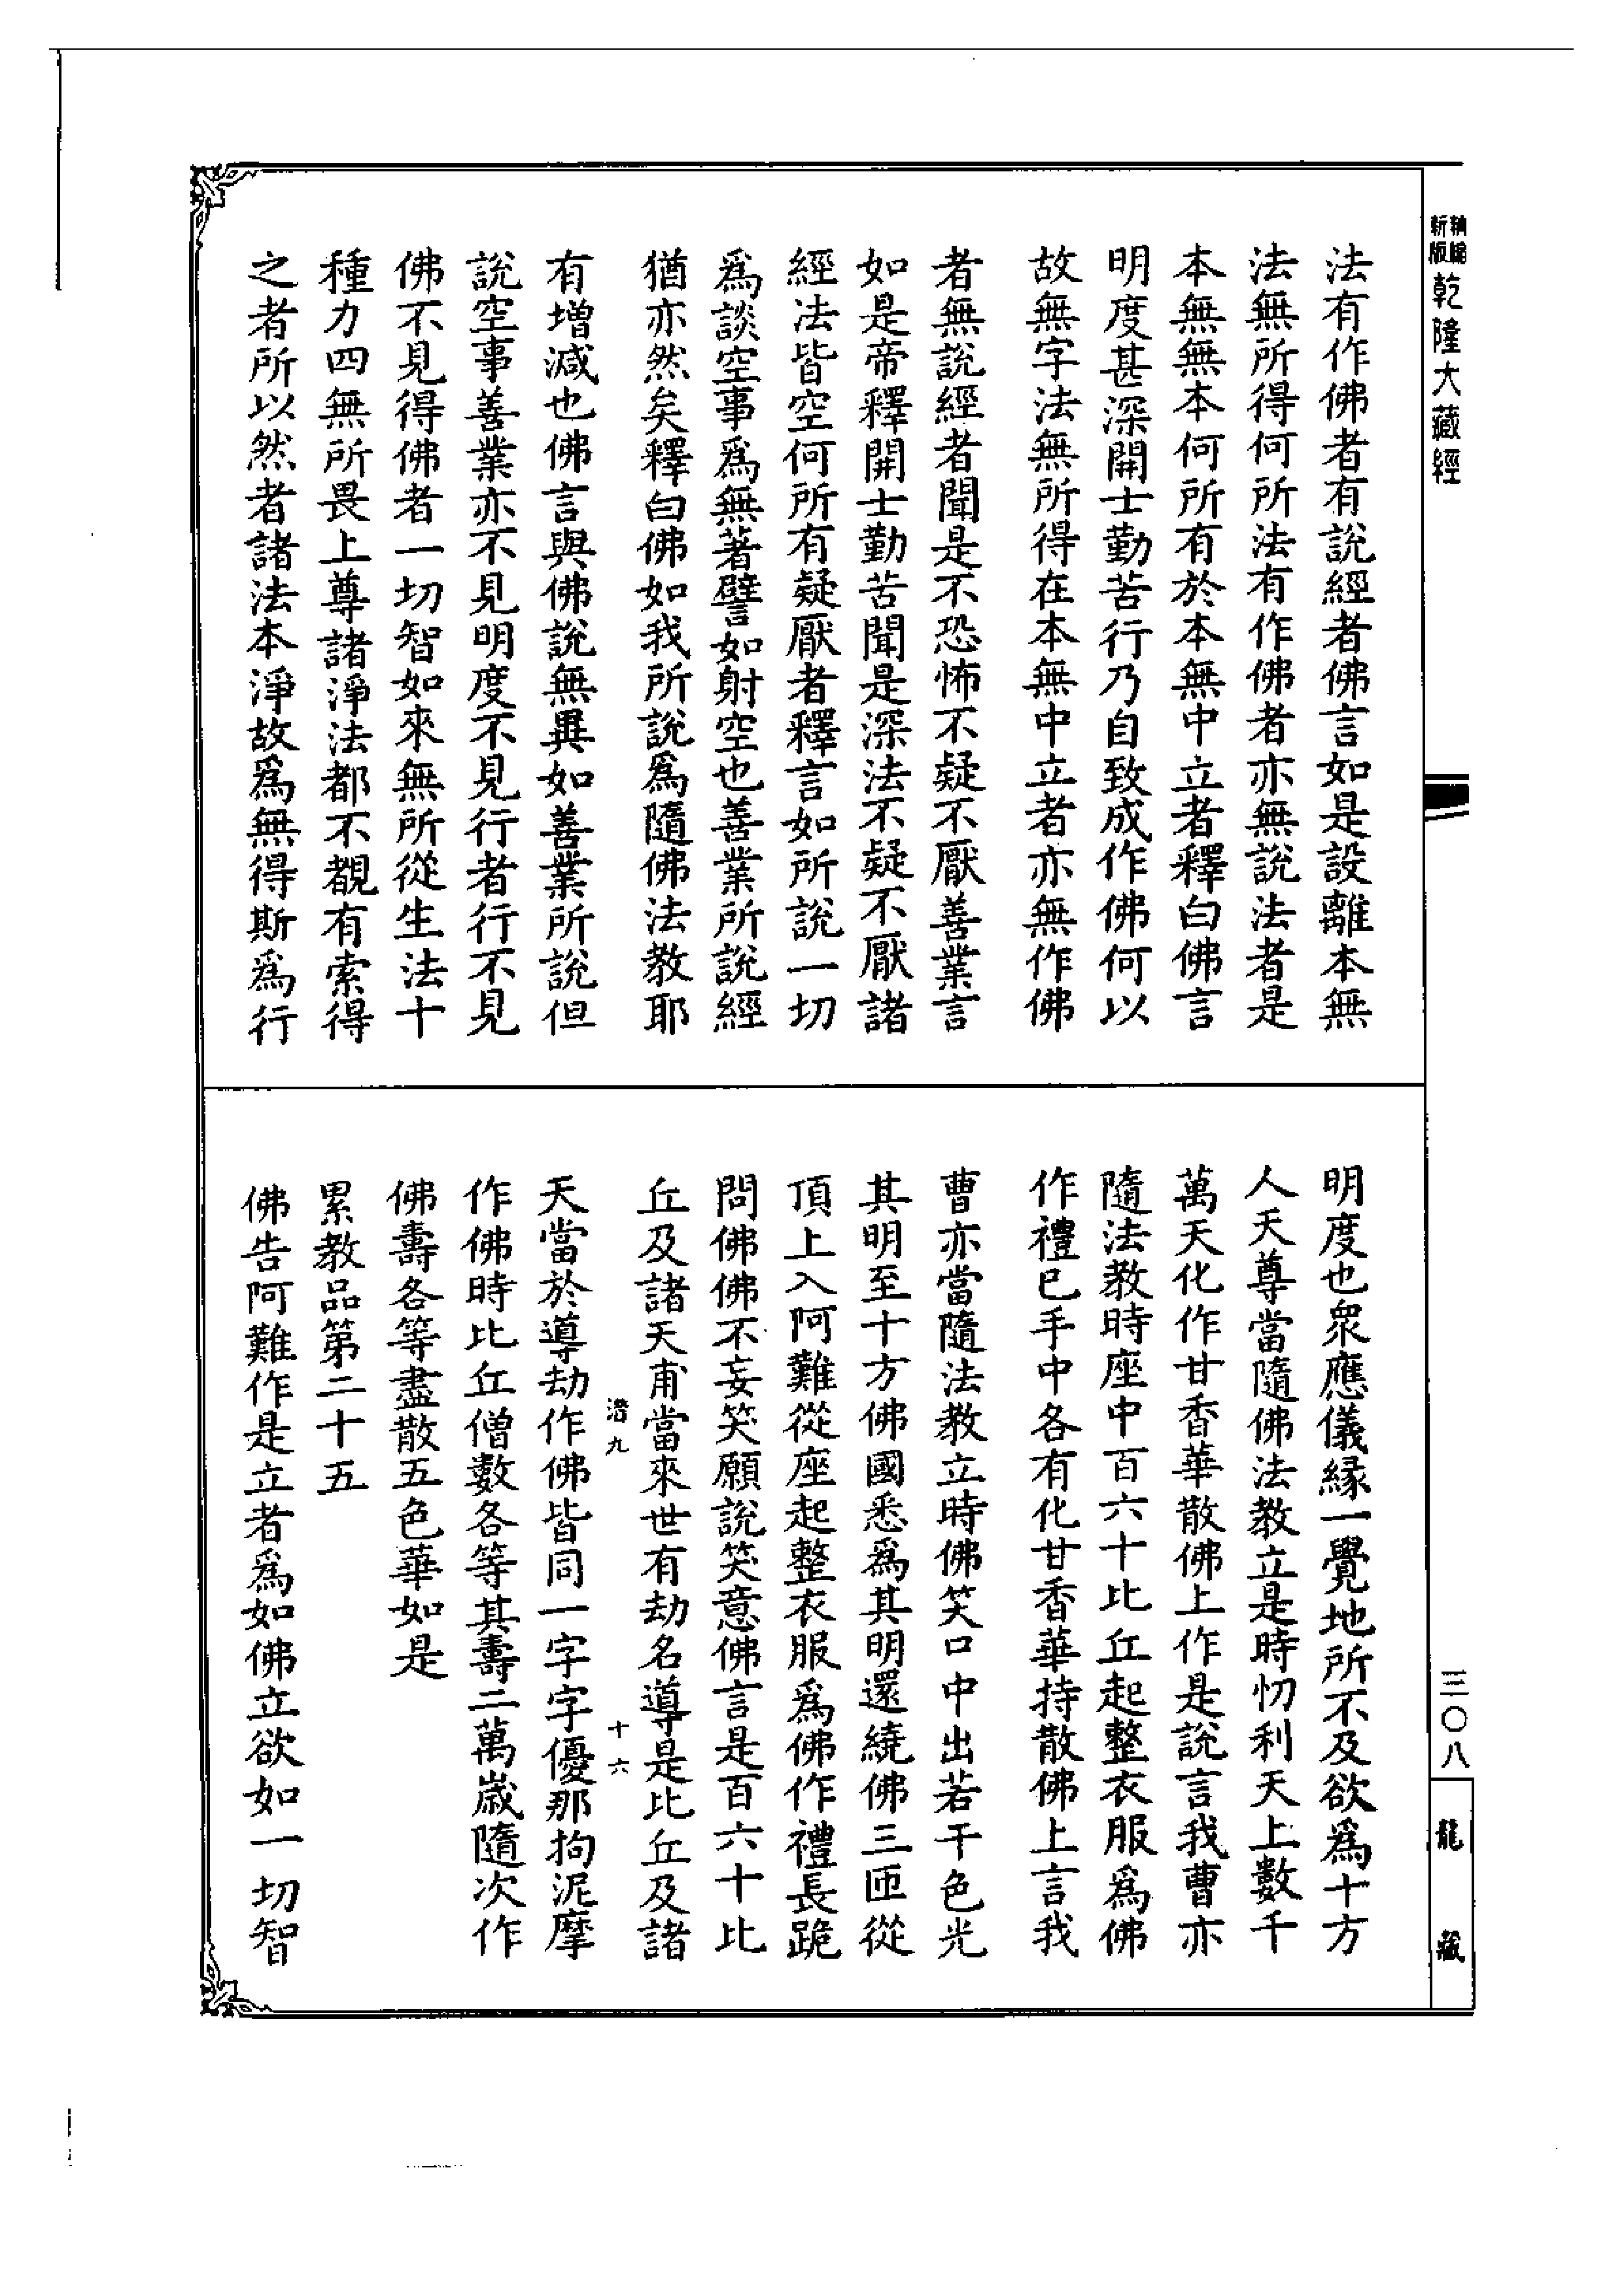 新版
精編
乾隆大藏經
法有作佛者有說經者佛言如是設離本無
法無所得何所法有作佛者亦無說法者是
本無無本何所有於本無中立者釋白佛言
明度甚深開士勤苦行乃自致成作佛何以
故無字法無所得在本無中立者亦無作佛
者無說經者聞是不恐怖不疑不厭善業言
如是帝釋開士勤苦聞是深法不疑不厭諸
經法皆空何所有疑厭者釋言如所說一切
爲談空事爲無著譬如射空也善業所說經
猶亦然矣釋白佛如我所說爲隨佛法教耶
有增減也佛言與佛說無異如善業所說但
說空事善業亦不見明度不見行者行不見
佛不見得佛者一切智如來無所從生法十
種力四無所畏上尊諸淨法都不覩有索得
之者所以然者諸法本淨故爲無得斯爲行
明度也衆應儀緣一覺地所不及欲爲十方
人天尊當隨佛法教立是時忉利天上數千
萬天化作甘香華散佛上作是說言我曹亦
隨法教時座中百六十比丘起整衣服爲佛
作禮巳手中各有化甘香華持散佛上言我
曹亦當隨法教立時佛笑口中出若干色光
其明至十方佛國悉爲其明還繞佛三匝從
頂上入阿難從座起整衣服爲佛作禮長跪
問佛佛不妄笑願說笑意佛言是百六十比
丘及諸天甫當來世有劫名導是比丘及諸
潛九
十六
天當於導劫作佛皆同一字字優那拘泥摩
作佛時比丘僧數各等其壽二萬歲隨次作
佛壽各等盡散五色華如是
累教品第二十五
佛告阿難作是立者爲如佛立欲如一切智
三〇八
龍藏